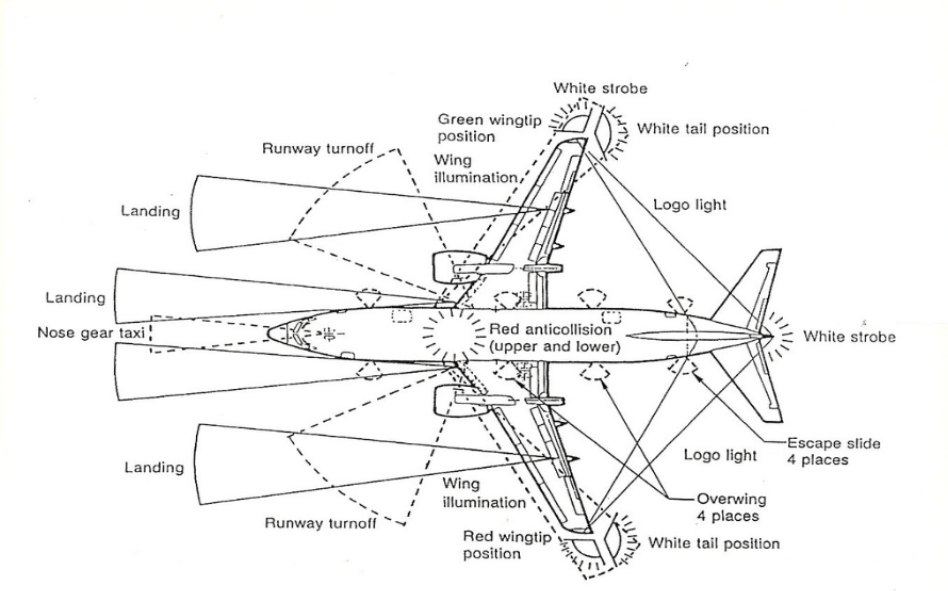 White strobe
Green wingtip
position
White tail position
Runway turnoff
Wing
illumination
Landing
Logo light
Landing
Nose gear taxi
Red anticollision
(upper and lower)
White strobe
Landing
Wing
illumination
Logo light
Escape slide
4 places
Overwing
4 places
Runway turnoff
Red wingtip
position
White tail position